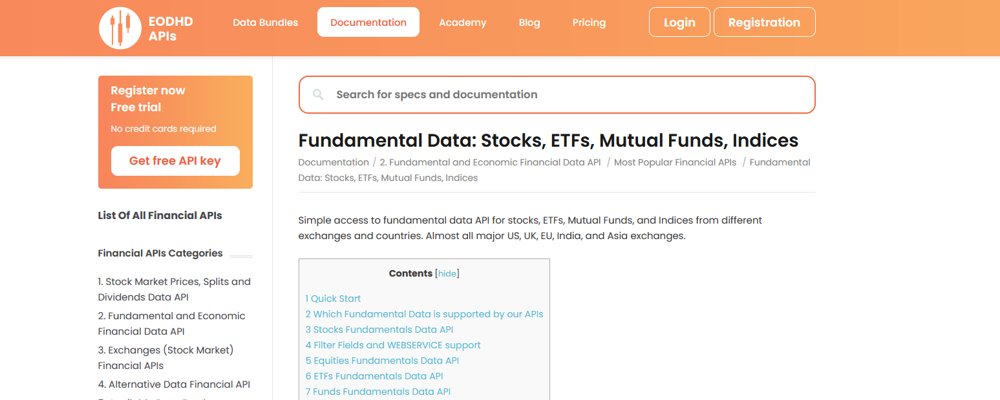 EODHD
APIs
Data Bundles
Documentation
Academy
Blog
Pricing
Login
Registration
Register now
Free trial
No credit cards required
Get free API key
List Of All Financial APIs
Financial APIs Categories
1. Stock Market Prices, Splits and
Dividends Data API
2. Fundamental and Economic
Financial Data API
3. Exchanges (Stock Market)
Financial APIs
4. Alternative Data Financial API
Search for specs and documentation
Fundamental Data: Stocks, ETFs, Mutual Funds, Indices
Documentation / 2. Fundamental and Economic Financial Data API / Most Popular Financial APIs / Fundamental
Data: Stocks, ETFs, Mutual Funds, Indices
Simple access to fundamental data API for stocks, ETFs, Mutual Funds, and Indices from different
exchanges and countries. Almost all major US, UK, EU, India, and Asia exchanges.
Contents [hide]
1 Quick Start
2 Which Fundamental Data is supported by our APIs
3 Stocks Fundamentals Data API
4 Filter Fields and WEBSERVICE support
5 Equities Fundamentals Data API
6 ETFs Fundamentals Data API
7 Funds Fundamentals Data API